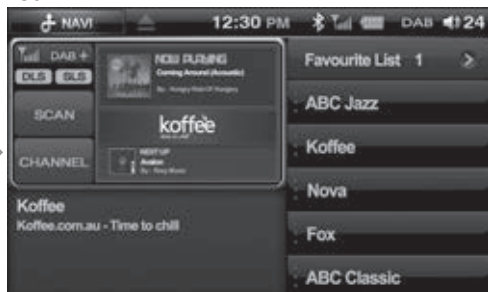 NAVI 12:30 PM DAB 24
DAB +
DLS SLS
SCAN
CHANNEL
NOW PLAYING
Coming Around (Acoustic)
By : Hungry Kids Of Hungary
koffee
NEXT UP
Avalon
By : Roxy Music
Koffee
Koffee.com.au - Time to chill
Favourite List 1 >
ABC Jazz
Koffee
Nova
Fox
ABC Classic